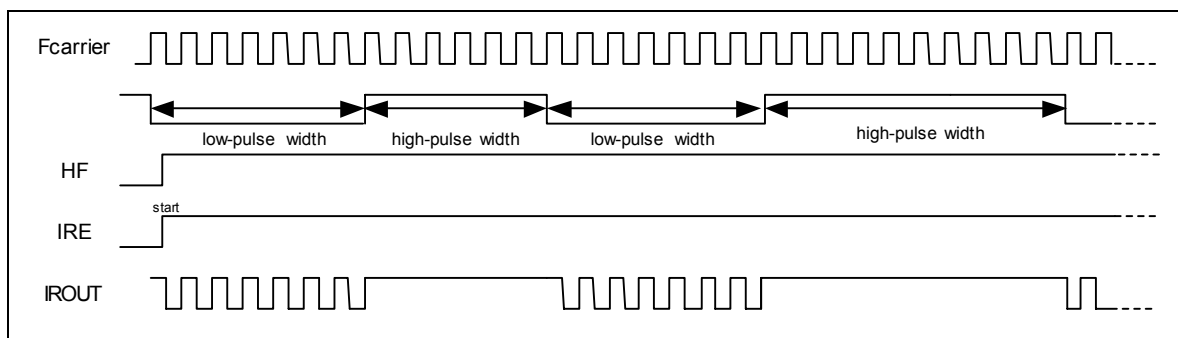 Fcarrier
low-pulse width
high-pulse width
low-pulse width
high-pulse width
HF
start
IRE
IROUT